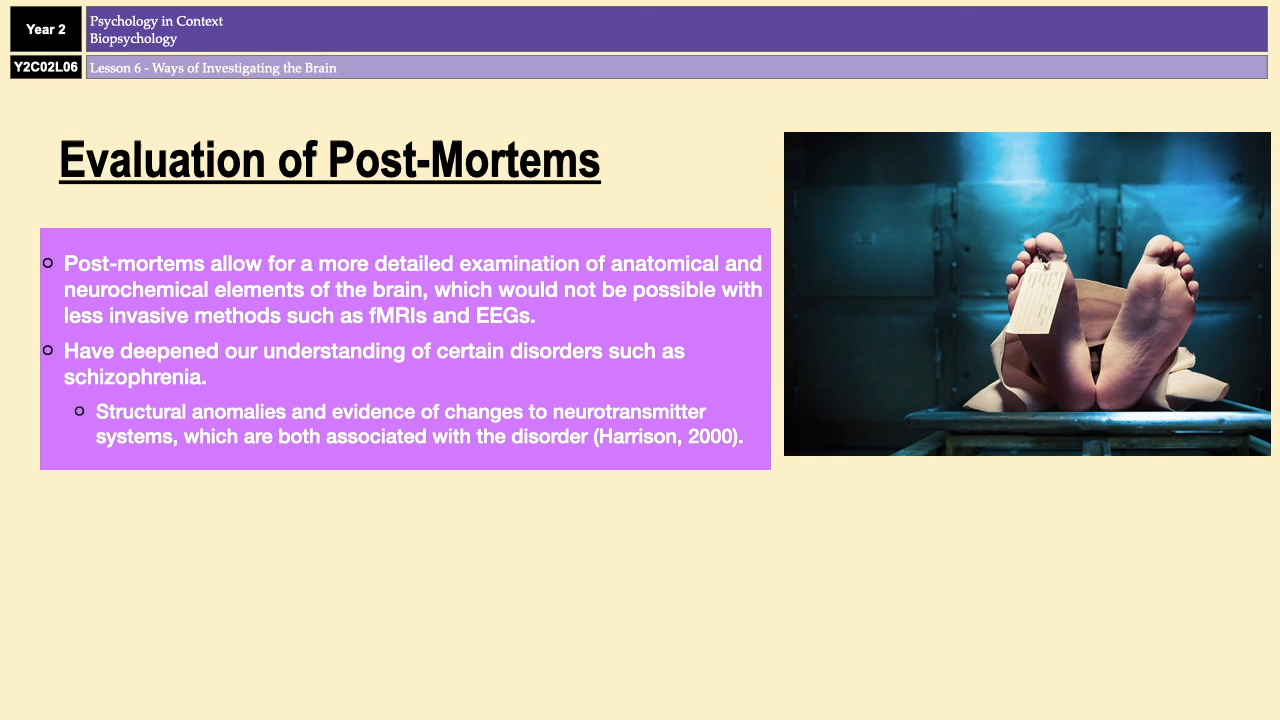 Year 2
Psychology in Context
Biopsychology
Y2C02L06
Lesson 6 - Ways of Investigating the Brain
Evaluation of Post-Mortems
Post-mortems allow for a more detailed examination of anatomical and
neurochemical elements of the brain, which would not be possible with
less invasive methods such as fMRIs and EEGs.
Have deepened our understanding of certain disorders such as
schizophrenia.
Structural anomalies and evidence of changes to neurotransmitter
systems, which are both associated with the disorder (Harrison, 2000).